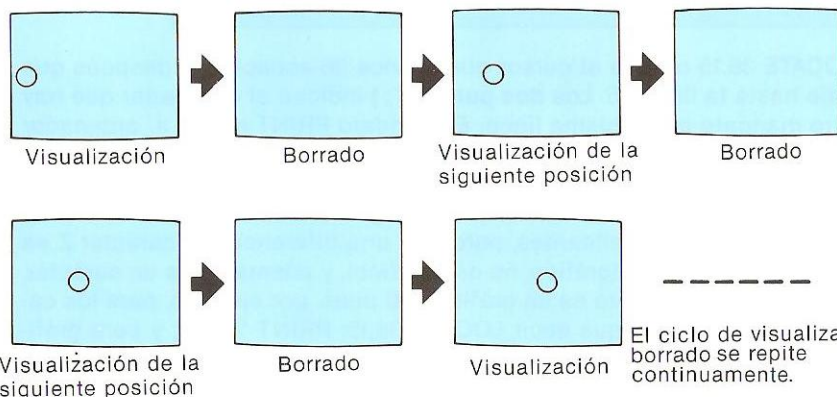 Visualización
Borrado
Visualización de la
siguiente posición
Borrado
Visualización de la
siguiente posición
Borrado
Visualización
El ciclo de visualiza
borrado se repite
continuamente.